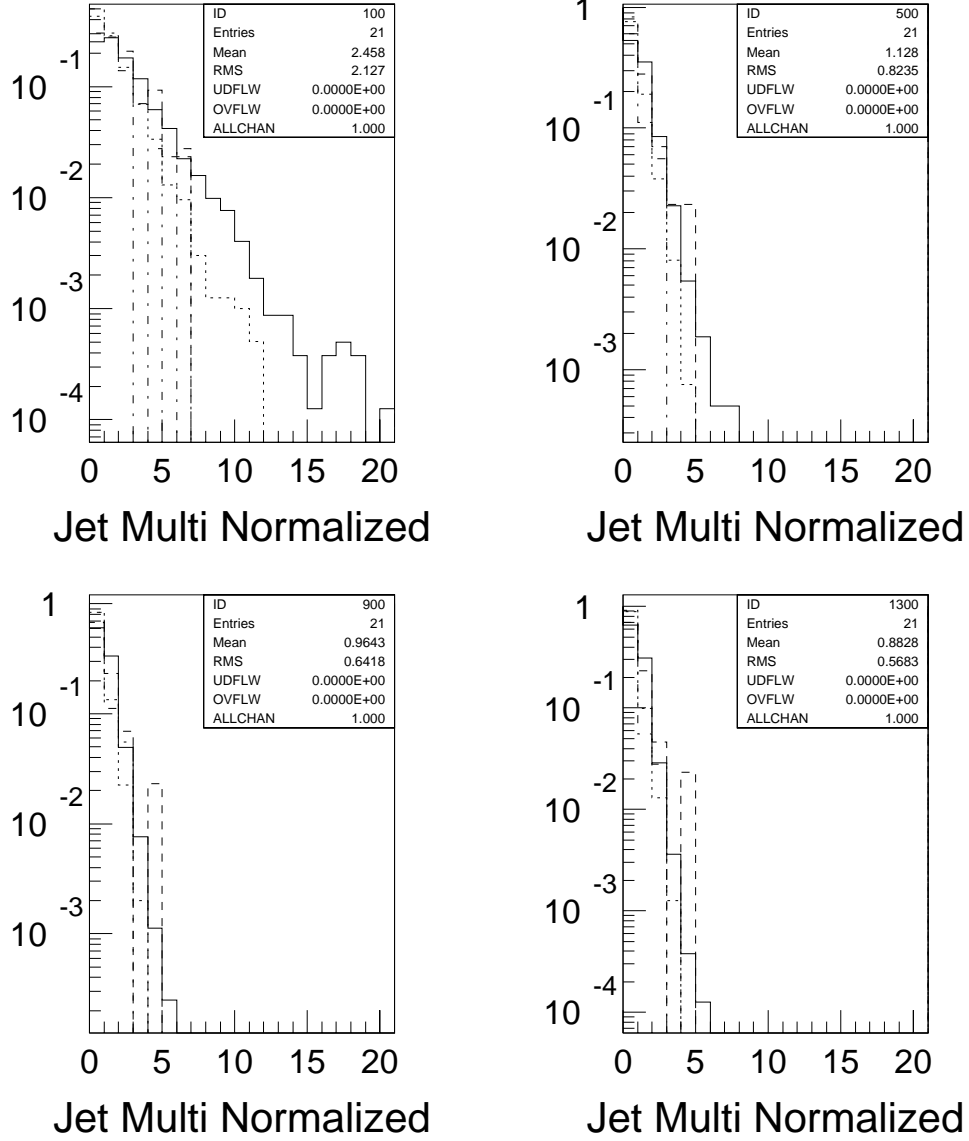 ID 100
Entries 21
Mean 2.458
RMS 2.127
UDFLW 0.0000E+00
OVFLW 0.0000E+00
ALLCHAN 1.000
10 -1
10 -2
10 -3
10 -4
0 5 10 15 20
Jet Multi Normalized
ID 500
Entries 21
Mean 1.128
RMS 0.8235
UDFLW 0.0000E+00
OVFLW 0.0000E+00
ALLCHAN 1.000
1
10 -1
10 -2
10 -3
0 5 10 15 20
Jet Multi Normalized
ID 900
Entries 21
Mean 0.9643
RMS 0.6418
UDFLW 0.0000E+00
OVFLW 0.0000E+00
ALLCHAN 1.000
1
10 -1
10 -2
10 -3
0 5 10 15 20
Jet Multi Normalized
ID 1300
Entries 21
Mean 0.8828
RMS 0.5683
UDFLW 0.0000E+00
OVFLW 0.0000E+00
ALLCHAN 1.000
1
10 -1
10 -2
10 -3
10 -4
0 5 10 15 20
Jet Multi Normalized